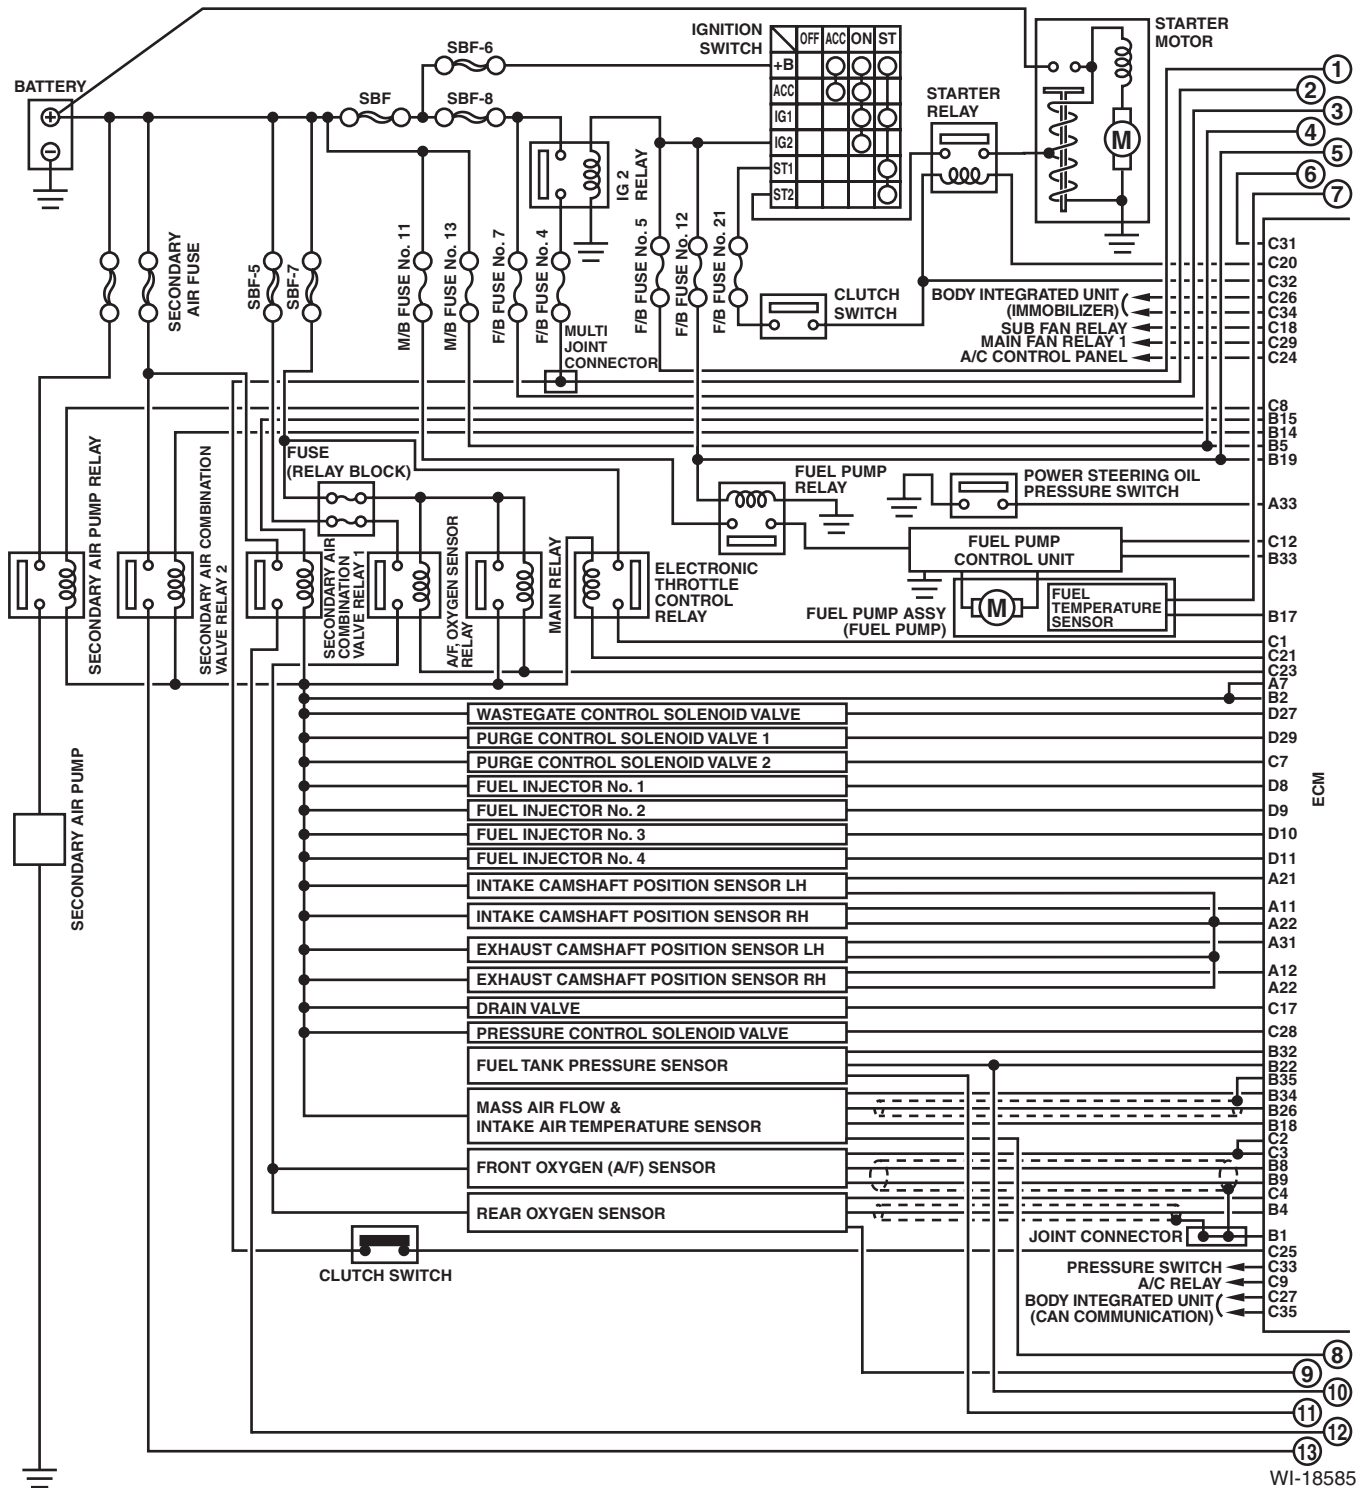 IGNITION
SWITCH
OFF ACC ON ST
+B
ACC
IG1
IG2
ST1
ST2
STARTER
MOTOR
M
STARTER
RELAY
SBF-6
BATTERY
SBF
SBF-8
1
2
3
4
5
6
7
IG 2
RELAY
SECONDARY
AIR FUSE
SBF-5
SBF-7
M/B FUSE No. 11
M/B FUSE No. 13
F/B FUSE No. 7
F/B FUSE No. 4
F/B FUSE No. 5
F/B FUSE No. 12
F/B FUSE No. 21
MULTI
JOINT
CONNECTOR
CLUTCH
SWITCH
BODY INTEGRATED UNIT
(IMMOBILIZER)
SUB FAN RELAY
MAIN FAN RELAY 1
A/C CONTROL PANEL
C31
C20
C32
C26
C34
C18
C29
C24
C8
B15
B14
B5
B19
FUSE
(RELAY BLOCK)
FUEL PUMP
RELAY
POWER STEERING OIL
PRESSURE SWITCH
A33
FUEL PUMP
CONTROL UNIT
C12
B33
SECONDARY AIR PUMP RELAY
SECONDARY AIR COMBINATION
VALVE RELAY 2
SECONDARY AIR
COMBINATION
VALVE RELAY 1
A/F, OXYGEN SENSOR
RELAY
MAIN RELAY
ELECTRONIC
THROTTLE
CONTROL
RELAY
FUEL PUMP ASSY
(FUEL PUMP)
M
FUEL
TEMPERATURE
SENSOR
B17
C1
C21
C23
A7
B2
WASTEGATE CONTROL SOLENOID VALVE
D27
PURGE CONTROL SOLENOID VALVE 1
D29
PURGE CONTROL SOLENOID VALVE 2
C7
FUEL INJECTOR No. 1
D8
ECM
FUEL INJECTOR No. 2
D9
FUEL INJECTOR No. 3
D10
FUEL INJECTOR No. 4
D11
SECONDARY AIR PUMP
INTAKE CAMSHAFT POSITION SENSOR LH
A21
INTAKE CAMSHAFT POSITION SENSOR RH
A11
A22
EXHAUST CAMSHAFT POSITION SENSOR LH
A31
EXHAUST CAMSHAFT POSITION SENSOR RH
A12
A22
DRAIN VALVE
C17
PRESSURE CONTROL SOLENOID VALVE
C28
FUEL TANK PRESSURE SENSOR
B32
B22
B35
MASS AIR FLOW &
INTAKE AIR TEMPERATURE SENSOR
B34
B26
B18
C2
FRONT OXYGEN (A/F) SENSOR
C3
B8
B9
REAR OXYGEN SENSOR
C4
B4
JOINT CONNECTOR
B1
C25
CLUTCH SWITCH
PRESSURE SWITCH
C33
A/C RELAY
C9
BODY INTEGRATED UNIT
(CAN COMMUNICATION)
C27
C35
8
9
10
11
12
13
WI-18585